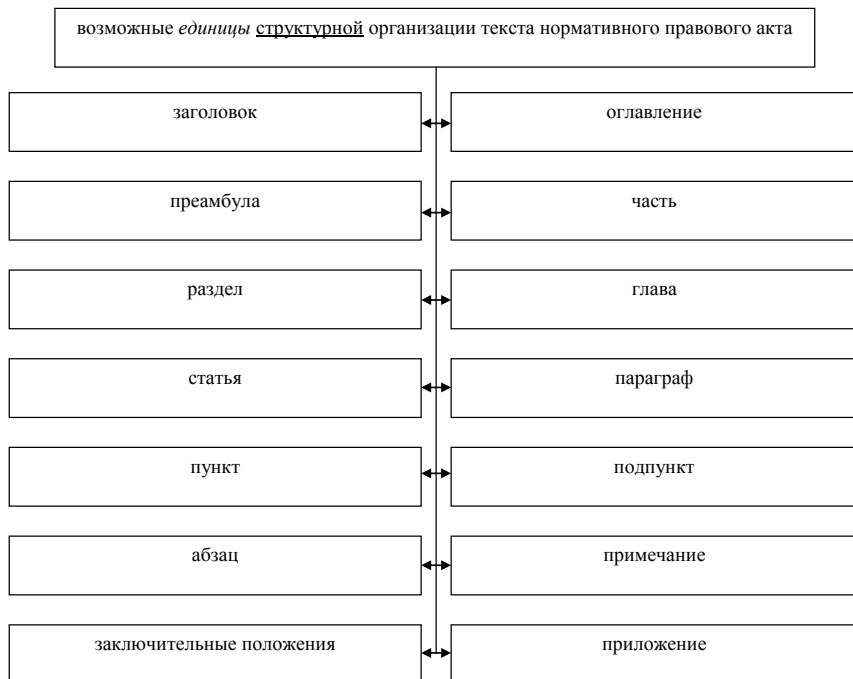 возможные единицы структурной организации текста нормативного правового акта
заголовок
оглавление
преамбула
часть
раздел
глава
статья
параграф
пункт
подпункт
абзац
примечание
заключительные положения
приложение